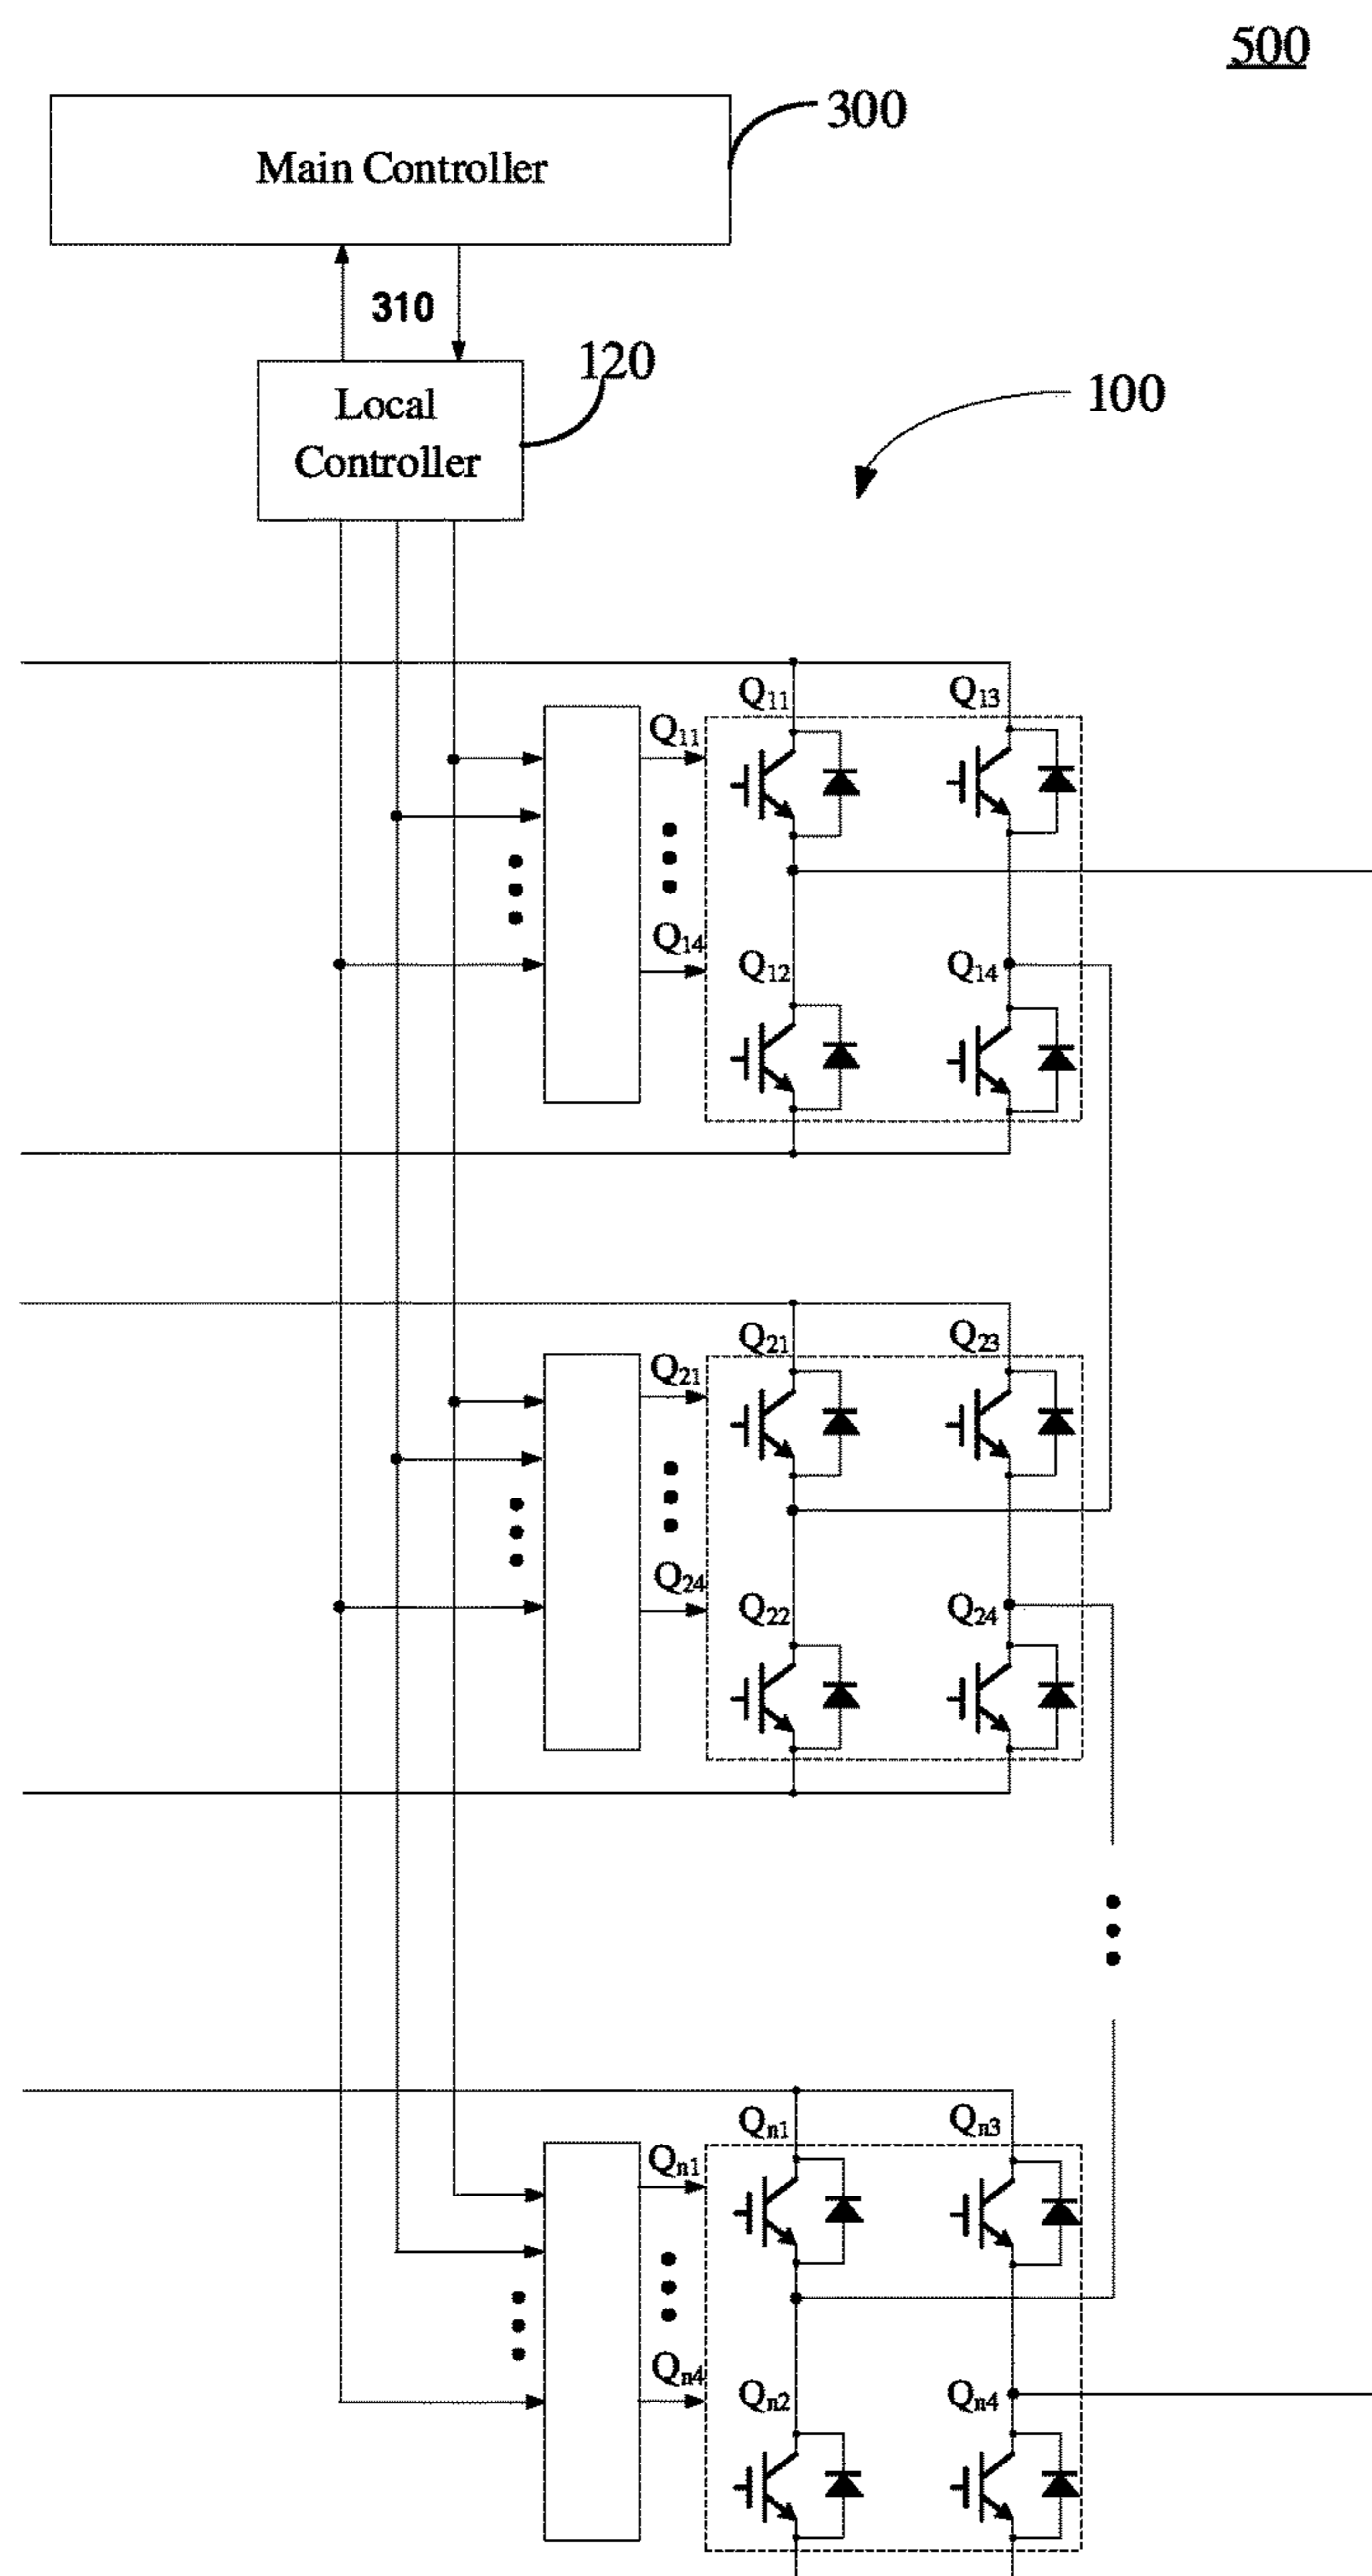 500
300
Main Controller
310
120
Local
Controller
100
Q11
Q13
Q11
Q14
Q12
Q14
Q21
Q23
Q21
Q24
Q22
Q24
Qn1
Qn3
Qn1
Qn4
Qn2
Qn4